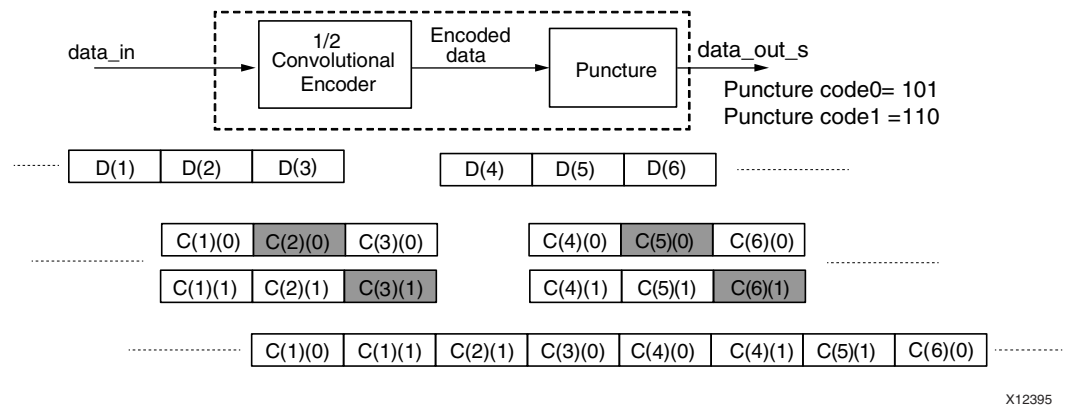 data_in
1/2
Convolutional
Encoder
Encoded
data
Puncture
data_out_s
Puncture code0= 101
Puncture code1 =110
D(1) D(2) D(3) D(4) D(5) D(6)
C(1)(0) C(2)(0) C(3)(0) C(4)(0) C(5)(0) C(6)(0)
C(1)(1) C(2)(1) C(3)(1) C(4)(1) C(5)(1) C(6)(1)
C(1)(0) C(1)(1) C(2)(1) C(3)(0) C(4)(0) C(4)(1) C(5)(1) C(6)(0)
X12395